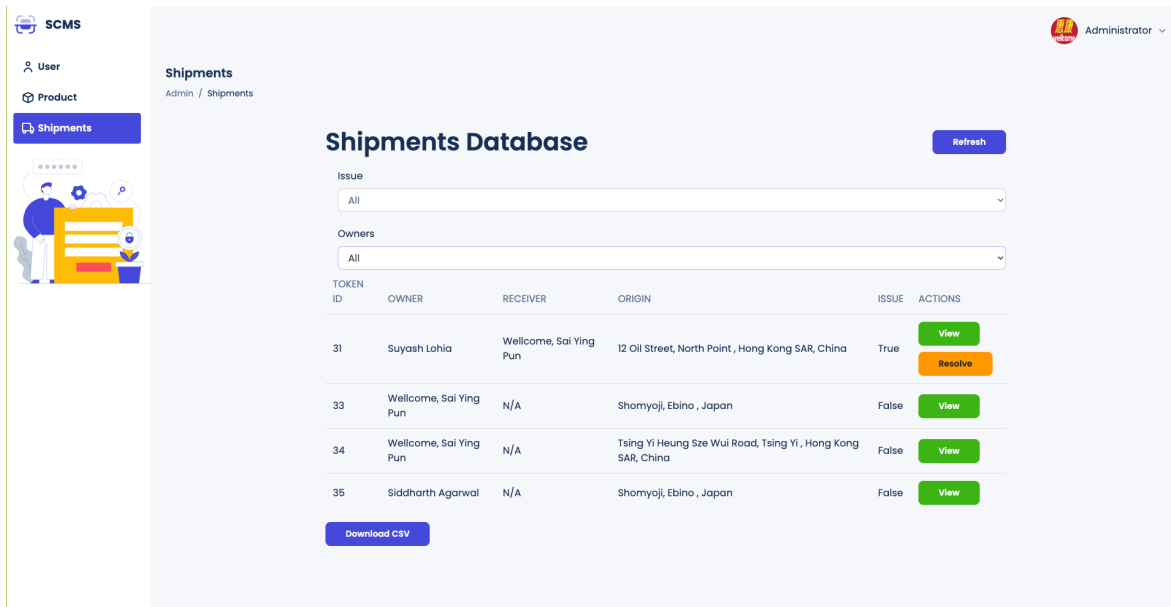 SCMS
惠康
wellcome
Administrator
User
Product
Shipments
Shipments
Admin / Shipments
Shipments Database
Refresh
Issue
All
Owners
All
TOKEN
ID OWNER RECEIVER ORIGIN ISSUE ACTIONS
31 Suyash Lohia Wellcome, Sai Ying
Pun 12 Oil Street, North Point , Hong Kong SAR, China True View
Resolve
33 Wellcome, Sai Ying
Pun N/A Shomyoji, Ebino , Japan False View
34 Wellcome, Sai Ying
Pun N/A Tsing Yi Heung Sze Wui Road, Tsing Yi , Hong Kong
SAR, China False View
35 Siddharth Agarwal N/A Shomyoji, Ebino , Japan False View
Download CSV